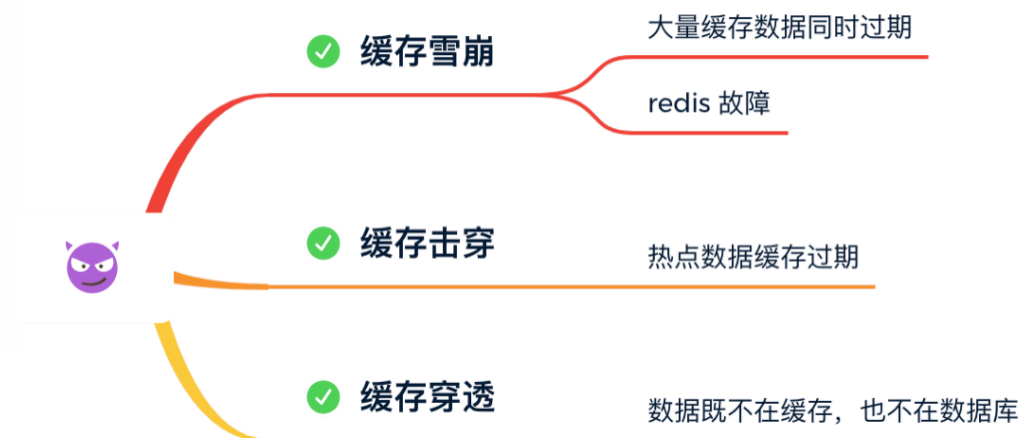 缓存雪崩
大量缓存数据同时过期
redis 故障
缓存击穿
热点数据缓存过期
缓存穿透
数据既不在缓存，也不在数据库